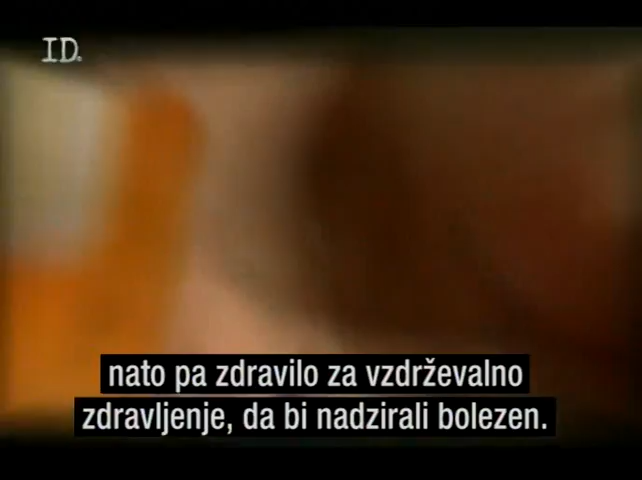 ID.
nato pa zdravilo za vzdrževalno
zdravljenje, da bi nadzirali bolezen.